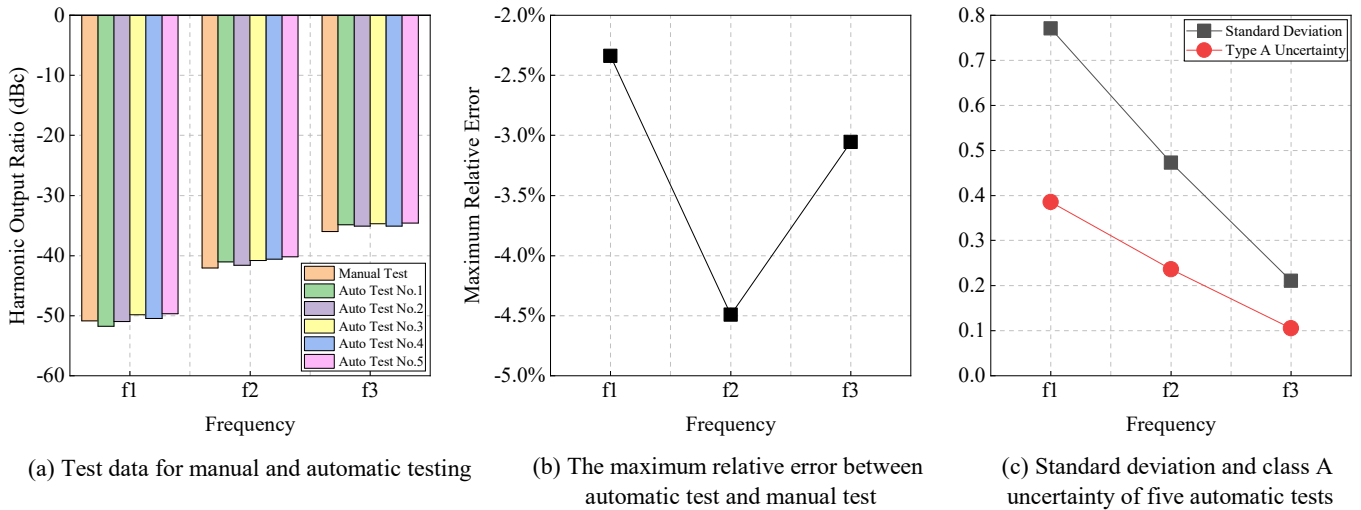 0
-10
-20
-30
-40
-50
-60
Harmonic Output Ratio (dBc)
Manual Test
Auto Test No.1
Auto Test No.2
Auto Test No.3
Auto Test No.4
Auto Test No.5
f1
f2
f3
Frequency
(a) Test data for manual and automatic testing
-2.0%
-2.5%
-3.0%
-3.5%
-4.0%
-4.5%
-5.0%
Maximum Relative Error
f1
f2
f3
Frequency
(b) The maximum relative error between
automatic test and manual test
0.8
0.7
0.6
0.5
0.4
0.3
0.2
0.1
0.0
Standard Deviation
Type A Uncertainty
f1
f2
f3
Frequency
(c) Standard deviation and class A
uncertainty of five automatic tests